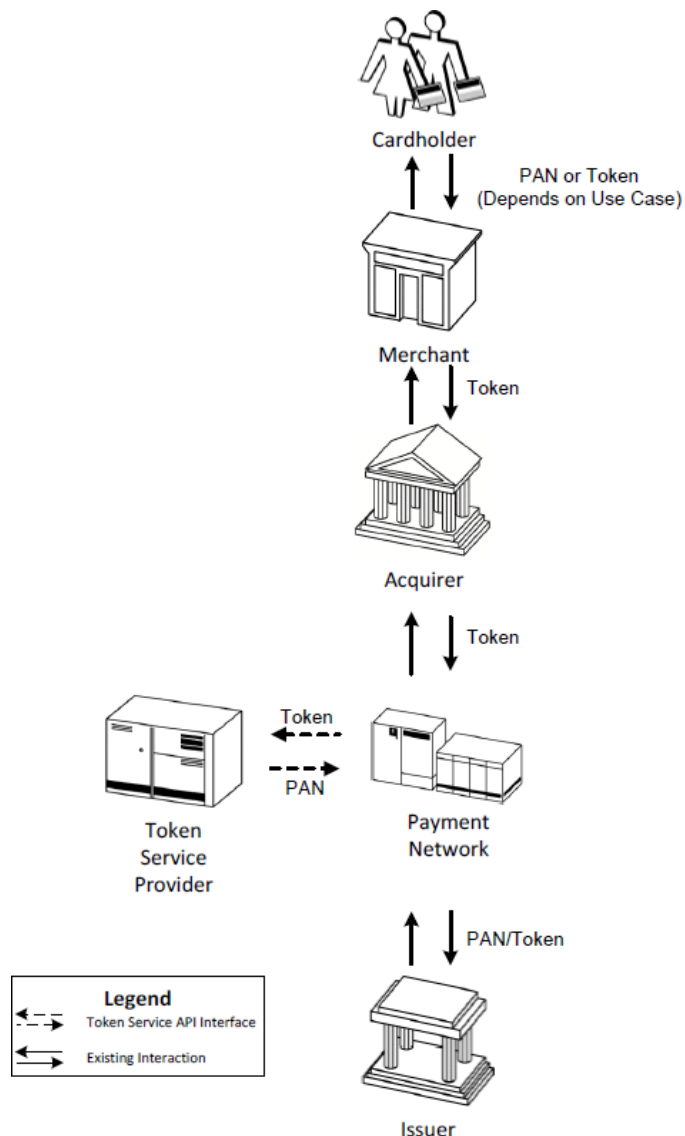 Cardholder
PAN or Token
(Depends on Use Case)
Merchant
Token
Acquirer
Token
Token
PAN
Token
Service
Provider
Payment
Network
PAN/Token
Legend
Token Service API Interface
Existing Interaction
Issuer